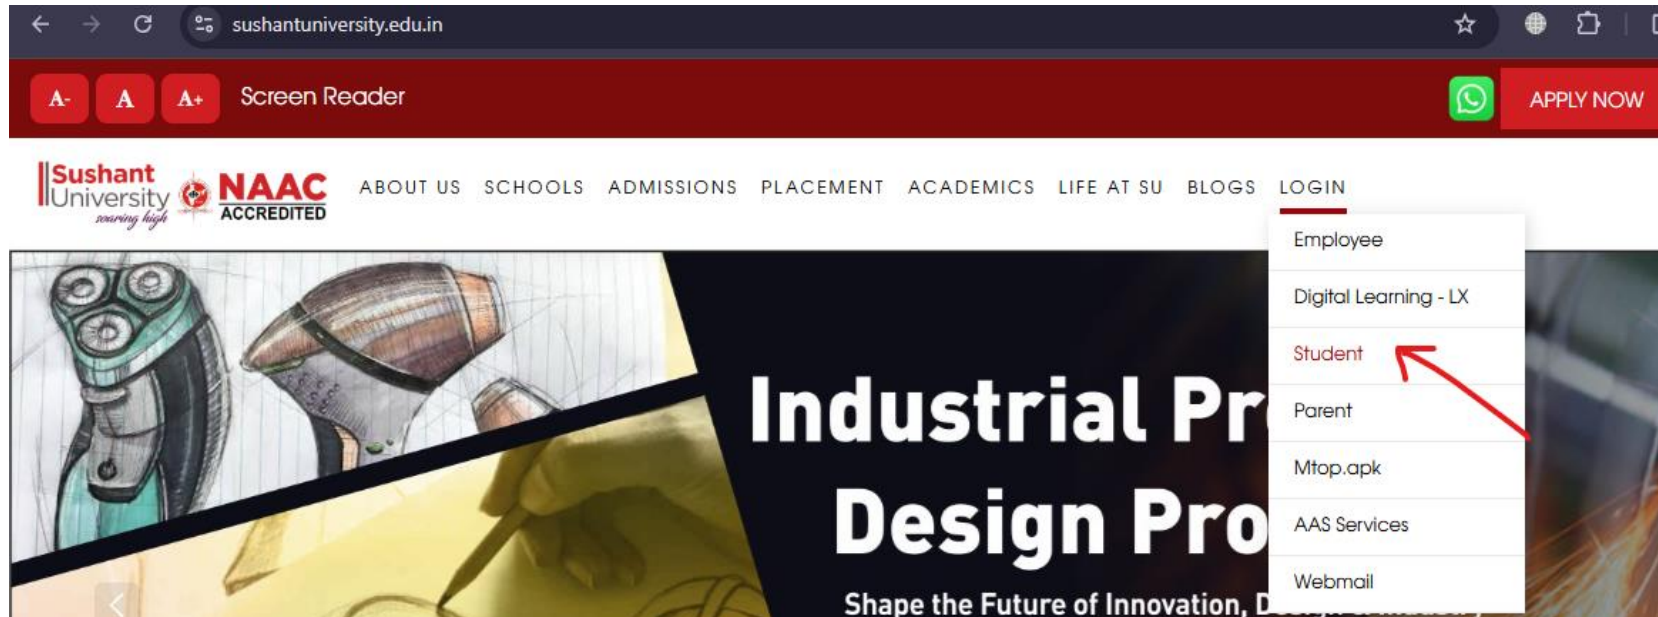 sushantuniversity.edu.in
A- A A+ Screen Reader
APPLY NOW
Sushant
University
soaring high
NAAC
ACCREDITED
ABOUT US SCHOOLS ADMISSIONS PLACEMENT ACADEMICS LIFE AT SU BLOGS LOGIN
Employee
Digital Learning - LX
Student
Parent
Mtop.apk
AAS Services
Webmail
Industrial Pr
Design Pro
Shape the Future of Innovation, D